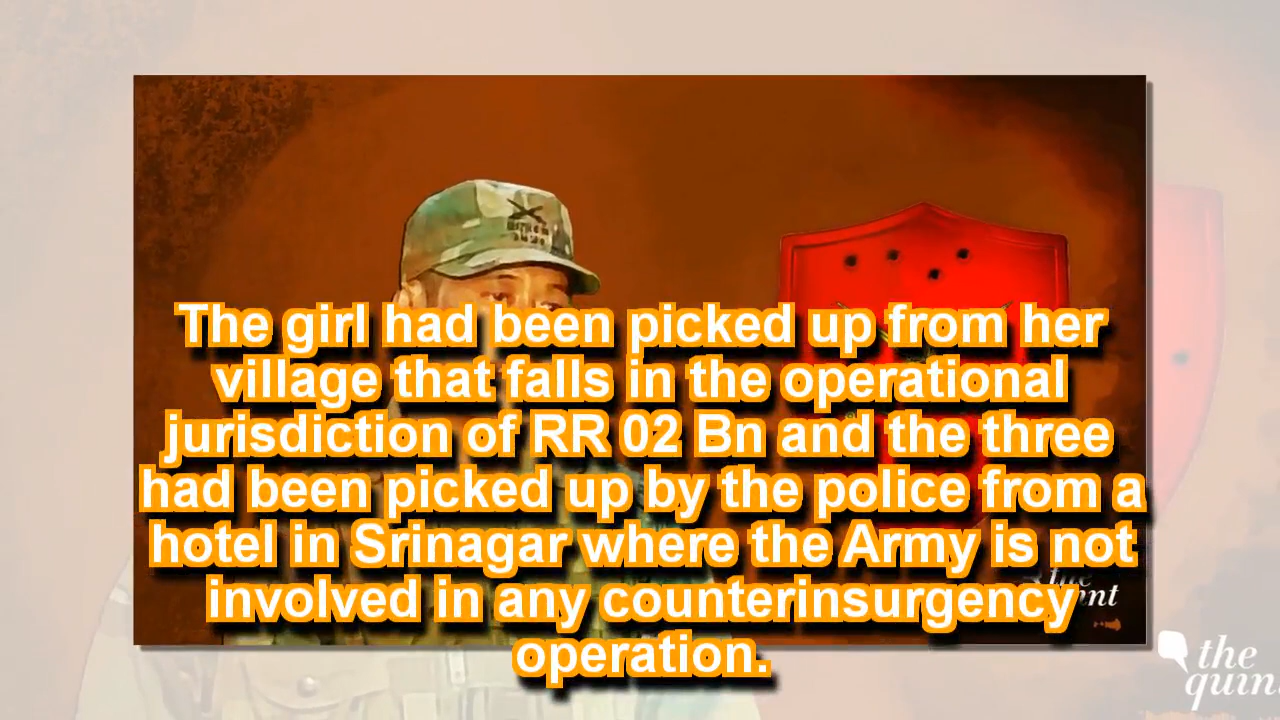 The girl had been picked up from her
village that falls in the operational
jurisdiction of RR 02 Bn and the three
had been picked up by the police from a
hotel in Srinagar where the Army is not
involved in any counterinsurgency
operation.
the
quin